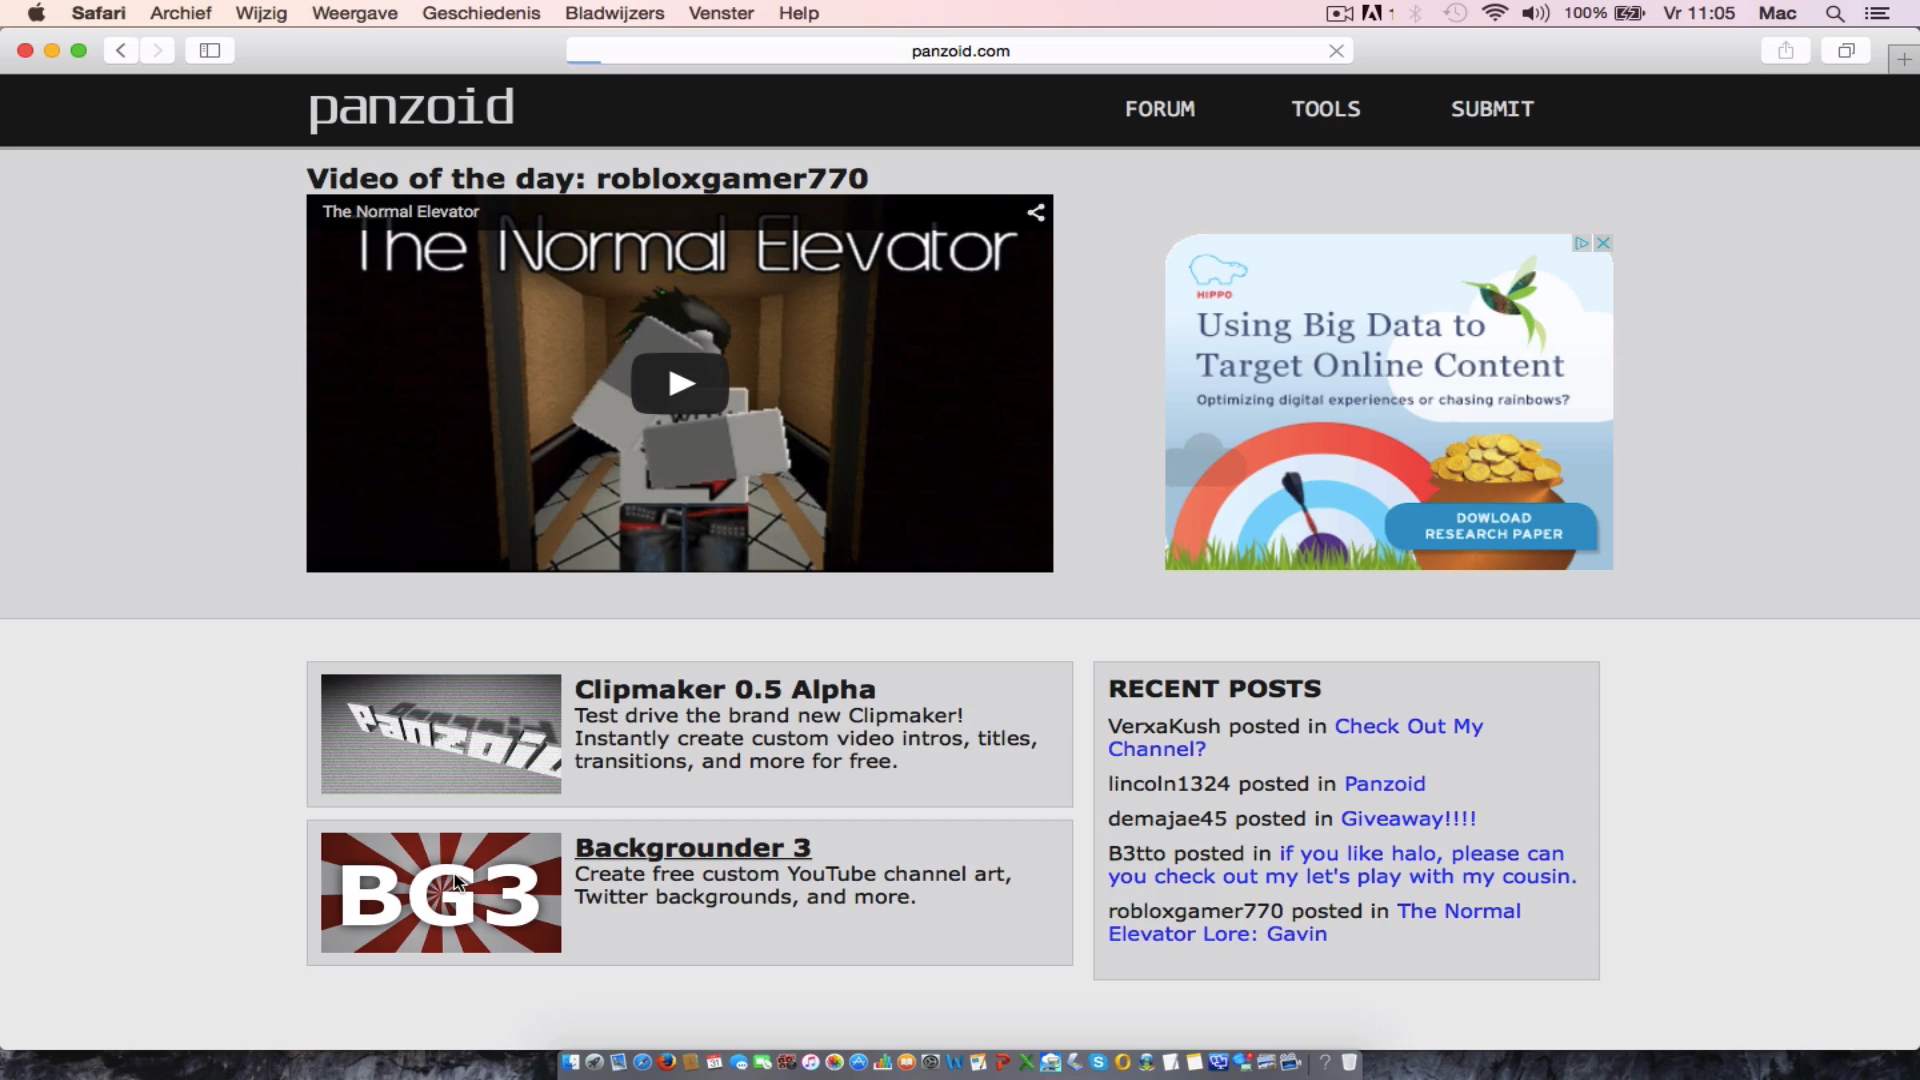 Safari Archief Wijzig Weergave Geschiedenis Bladwijzers Venster Help
1 100% Vr 11:05 Mac
panzoid.com
panzoid
FORUM TOOLS SUBMIT
Video of the day: robloxgamer770
The Normal Elevator
The Normal Elevator
HIPPO
Using Big Data to
Target Online Content
Optimizing digital experiences or chasing rainbows?
DOWLOAD
RESEARCH PAPER
panzoid
Clipmaker 0.5 Alpha
Test drive the brand new Clipmaker!
Instantly create custom video intros, titles,
transitions, and more for free.
BG3
Backgrounder 3
Create free custom YouTube channel art,
Twitter backgrounds, and more.
RECENT POSTS
VerxaKush posted in Check Out My
Channel?
lincoln1324 posted in Panzoid
demajae45 posted in Giveaway!!!!
B3tto posted in if you like halo, please can
you check out my let's play with my cousin.
robloxgamer770 posted in The Normal
Elevator Lore: Gavin